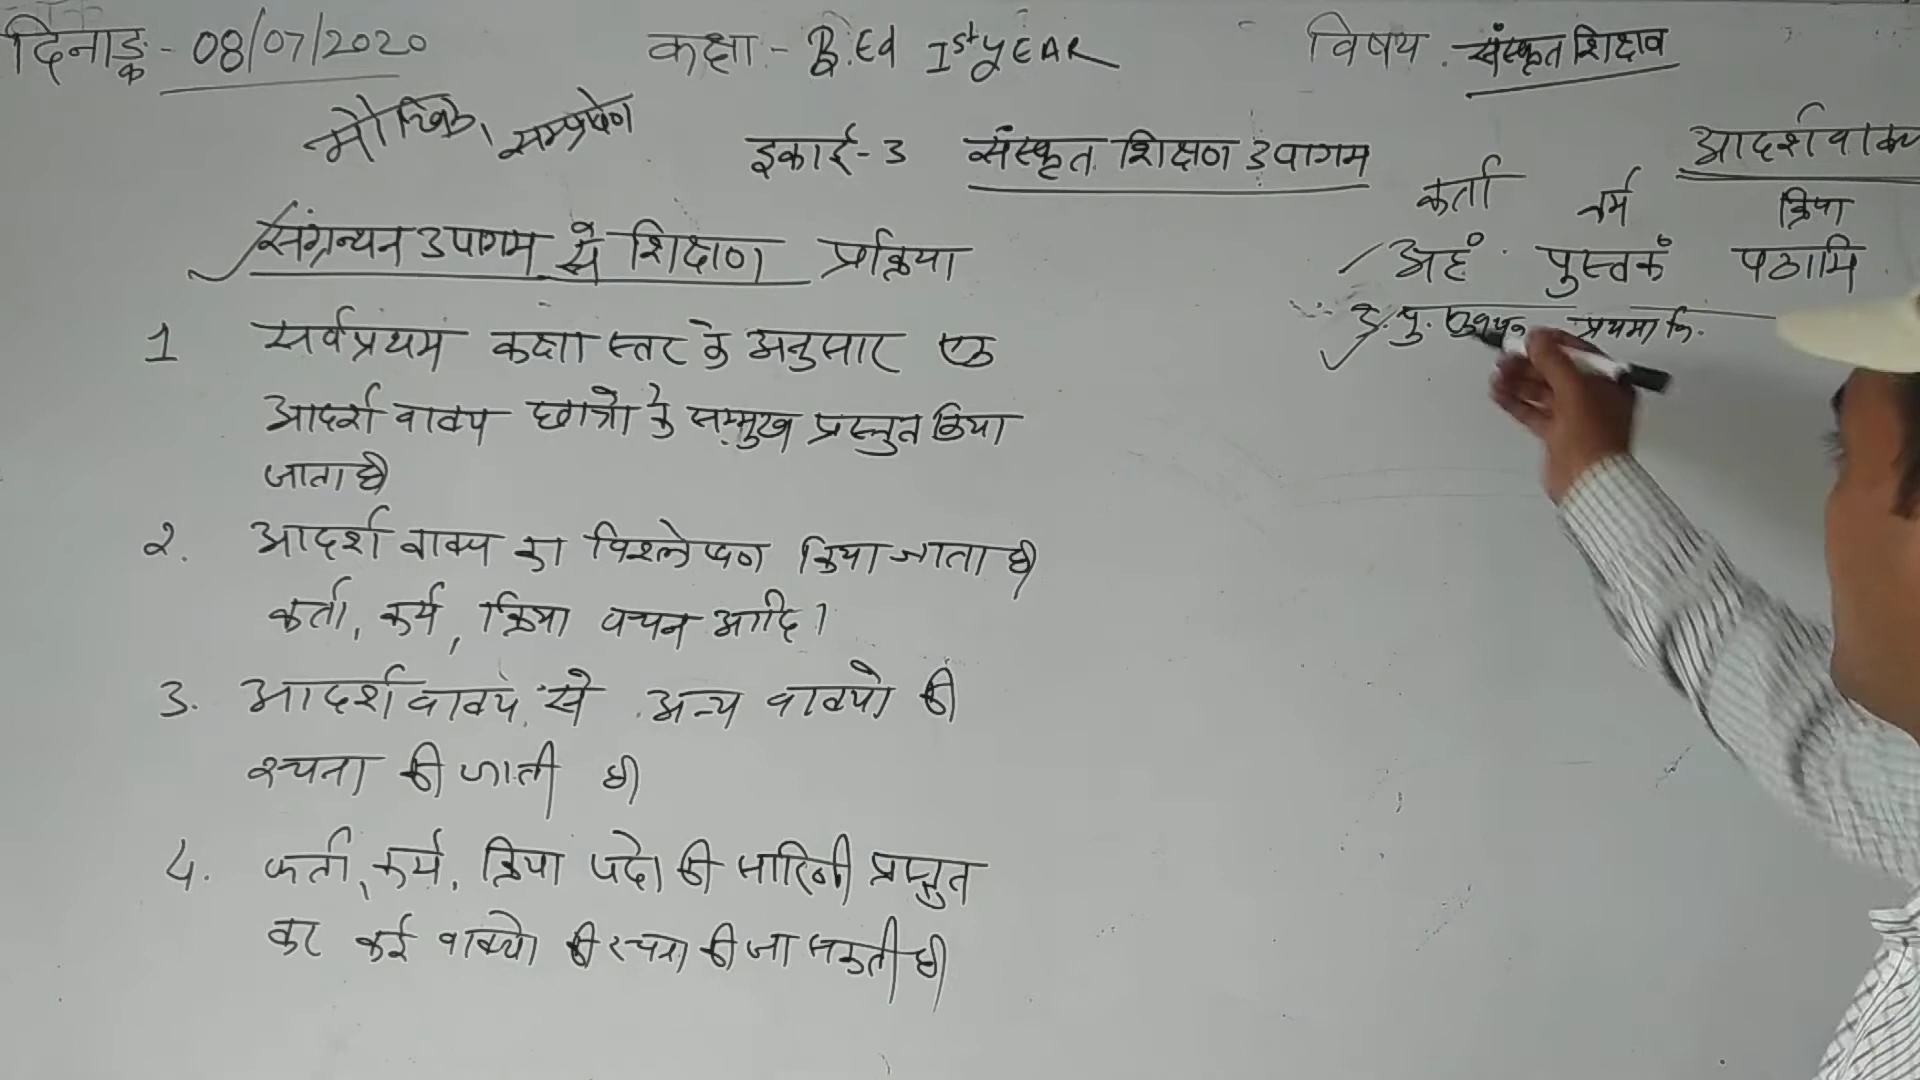 दिनाङ्क - 08/07/2020 कक्षा - B.Ed Ist YEAR विषय . संस्कृत शिक्षण
मौखिक, सम्प्रेषण
इकाई-3 संस्कृत शिक्षण उपागम
आदर्श वाक्य
कर्ता कर्म क्रिया
अहं पुस्तकं पठामि
उ. पु. एकवचन प्रथमा वि.
संग्रन्थन उपागम से शिक्षण प्रक्रिया
1 सर्वप्रथम कक्षा स्तर के अनुसार एक
आदर्श वाक्य छात्रो के सम्मुख प्रस्तुत किया
जाता है
2. आदर्श वाक्य का विश्लेषण किया जाता है
कर्ता, कर्म, क्रिया वचन आदि।
3. आदर्श वाक्य से अन्य वाक्यो की
रचना की जाती है
4. कर्ता, कर्म, क्रिया पदो की सारिणी प्रस्तुत
कर कई वाक्यो की रचना की जा सकती है